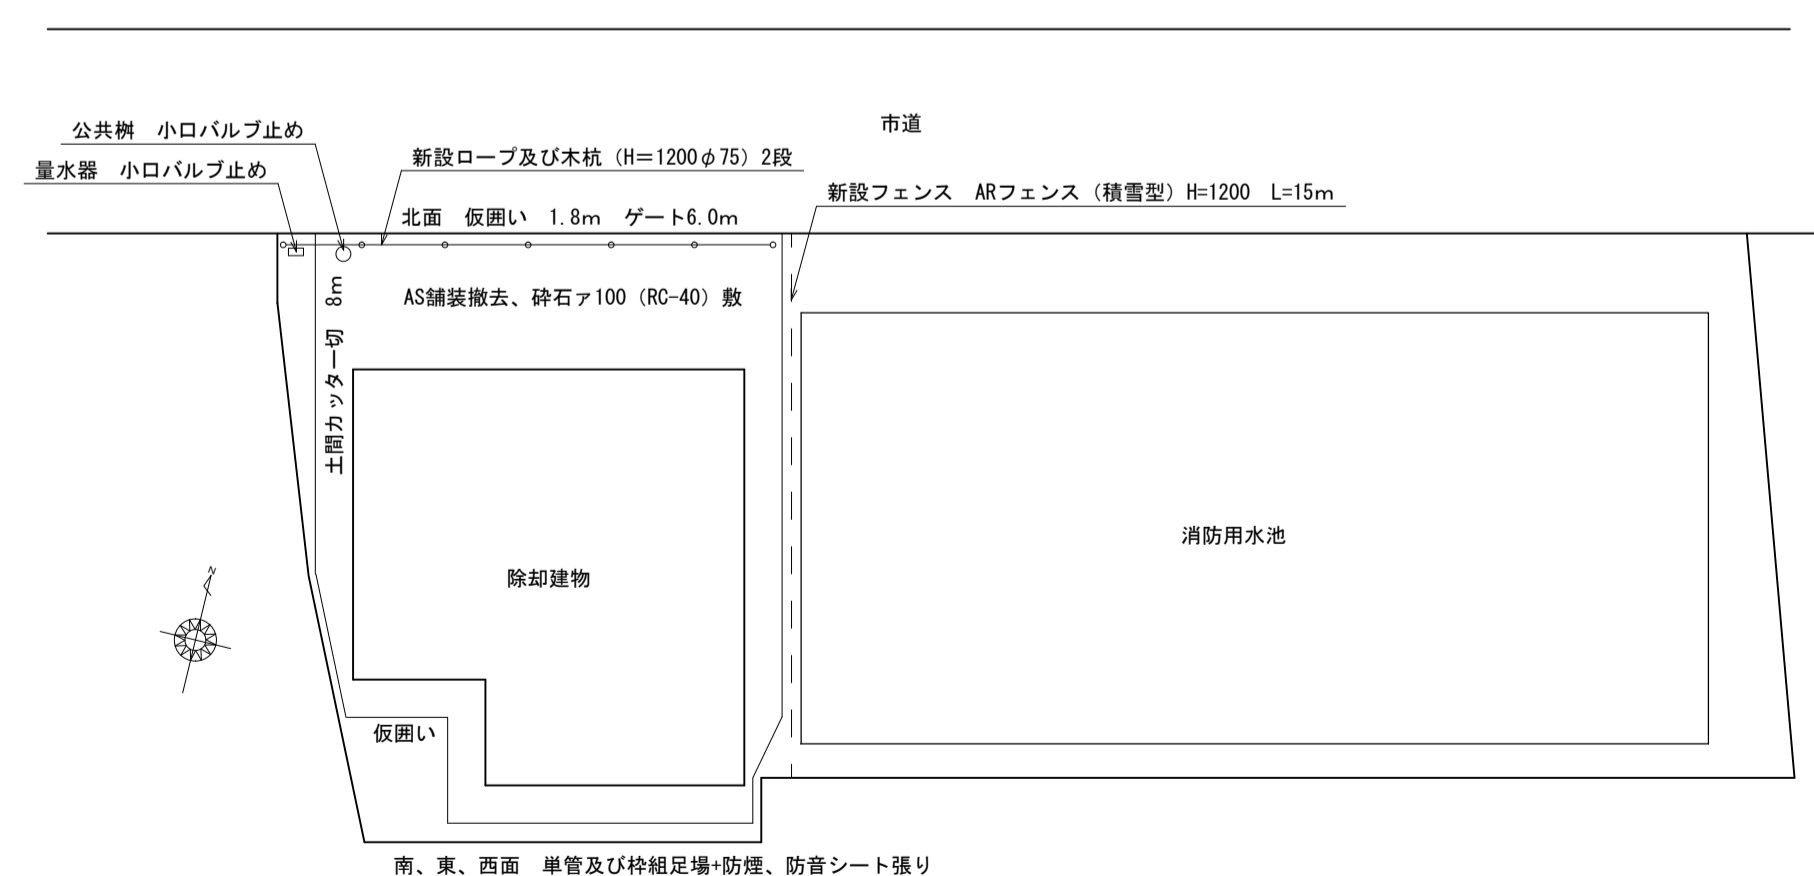 市道
公共桝　小口バルブ止め
新設ロープ及び木杭（H＝1200φ75）2段
量水器　小口バルブ止め
新設フェンス　ARフェンス（積雪型）H=1200　L=15m
北面　仮囲い　1.8m　ゲート6.0m
AS舗装撤去、砕石ァ100（RC-40）敷
土間カッター切　8m
消防用水池
除却建物
N
仮囲い
南、東、西面　単管及び枠組足場+防煙、防音シート張り